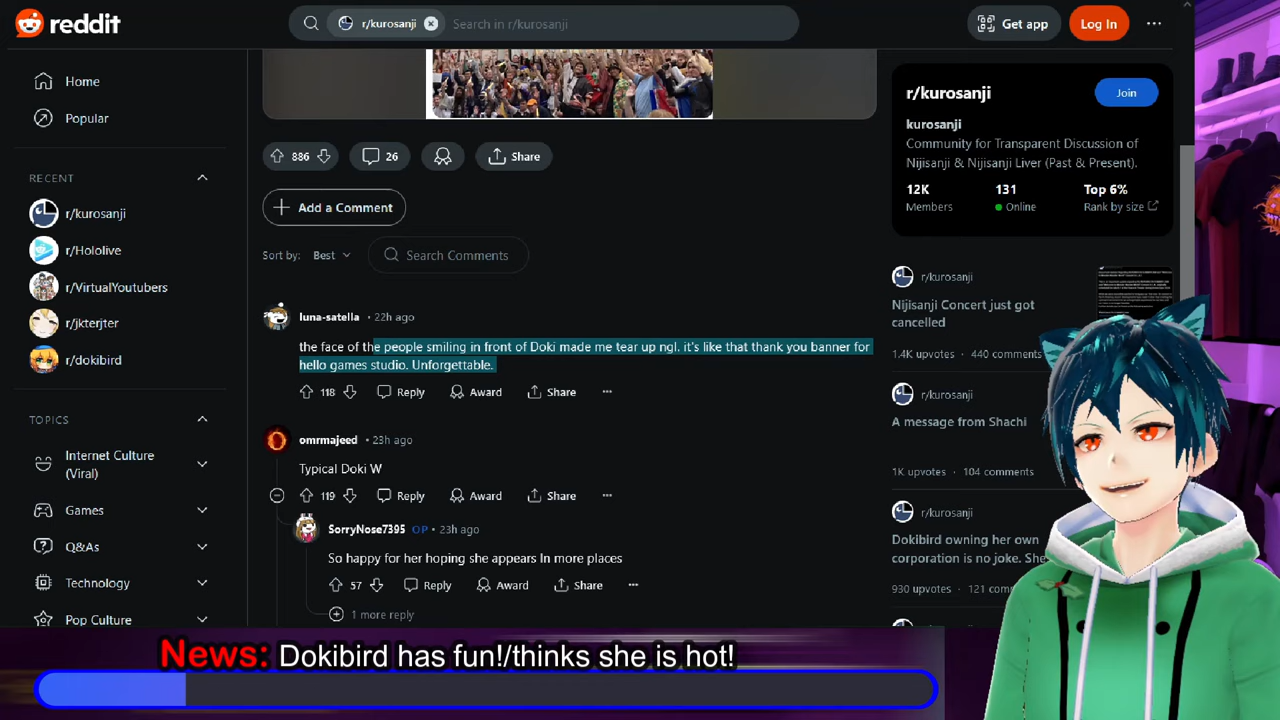 reddit
r/kurosanji
Search in r/kurosanji
Get app
Log In
Home
Popular
RECENT
r/kurosanji
r/Hololive
r/VirtualYoutubers
r/jkterjter
r/dokibird
TOPICS
Internet Culture
(Viral)
Games
Q&As
Technology
Pop Culture
886
26
Share
Add a Comment
Sort by:
Best
Search Comments
luna-satella • 22h ago
the face of the people smiling in front of Doki made me tear up ngl. it's like that thank you banner for
hello games studio. Unforgettable.
118
Reply
Award
Share
omrmajeed • 23h ago
Typical Doki W
119
Reply
Award
Share
SorryNose7395 OP • 23h ago
So happy for her hoping she appears In more places
57
Reply
Award
Share
1 more reply
r/kurosanji
Join
kurosanji
Community for Transparent Discussion of
Nijisanji & Nijisanji Liver (Past & Present).
12K
131
Top 6%
Members
Online
Rank by size
r/kurosanji
Nijisanji Concert just got
cancelled
1.4K upvotes • 440 comments
r/kurosanji
A message from Shachi
1K upvotes • 104 comments
r/kurosanji
Dokibird owning her own
corporation is no joke. She
930 upvotes • 121
News: Dokibird has fun!/thinks she is hot!